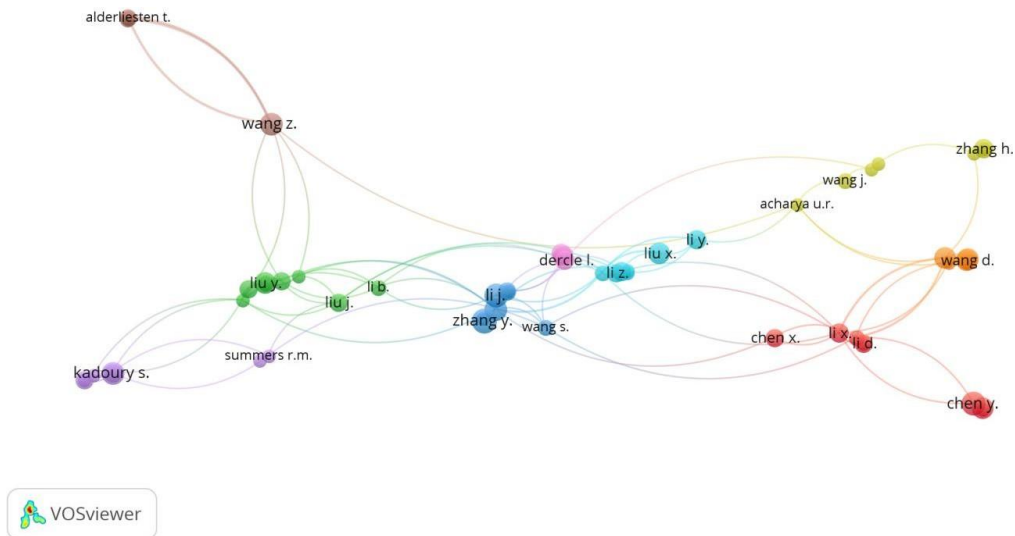 alderliesten t.
wang z.
zhang h.
wang j.
acharya u.r.
li y.
liu x.
dercle l.
li z.
wang d.
liu y.
li b.
liu j.
li j.
zhang y.
wang s.
chen x.
li x.
li d.
summers r.m.
kadoury s.
chen y.
VOSviewer